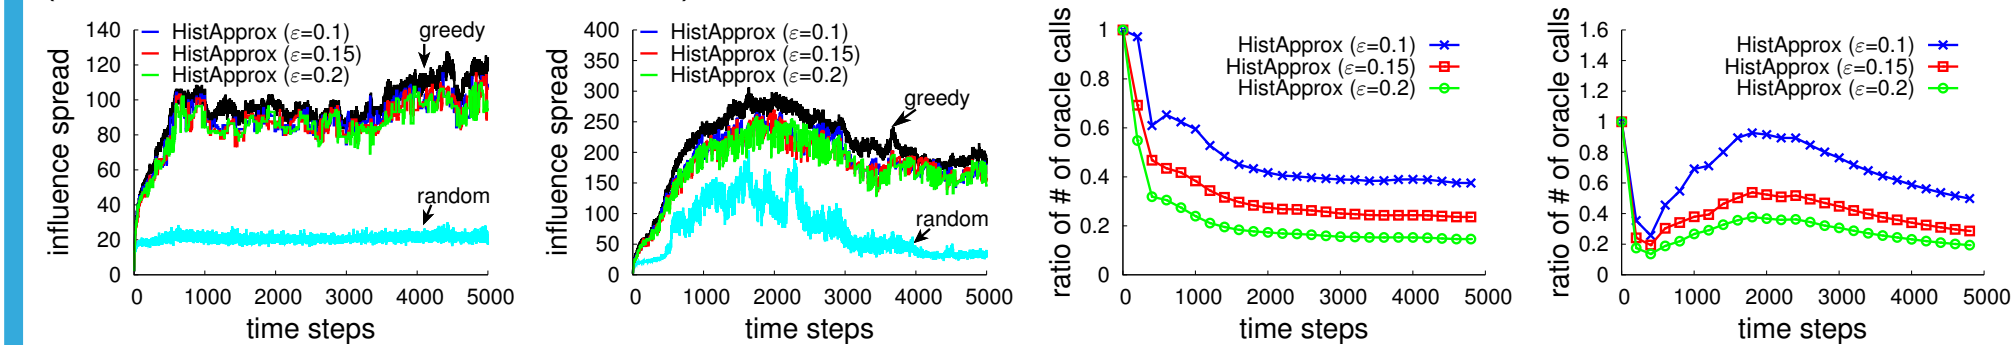 140
120
100
80
60
40
20
0
influence spread
HistApprox (ε=0.1)
HistApprox (ε=0.15)
HistApprox (ε=0.2)
greedy
random
0 1000 2000 3000 4000 5000
time steps
400
350
300
250
200
150
100
50
0
influence spread
HistApprox (ε=0.1)
HistApprox (ε=0.15)
HistApprox (ε=0.2)
greedy
random
0 1000 2000 3000 4000 5000
time steps
1
0.8
0.6
0.4
0.2
0
ratio of # of oracle calls
HistApprox (ε=0.1)
HistApprox (ε=0.15)
HistApprox (ε=0.2)
0 1000 2000 3000 4000 5000
time steps
1.6
1.4
1.2
1
0.8
0.6
0.4
0.2
0
ratio of # of oracle calls
HistApprox (ε=0.1)
HistApprox (ε=0.15)
HistApprox (ε=0.2)
0 1000 2000 3000 4000 5000
time steps